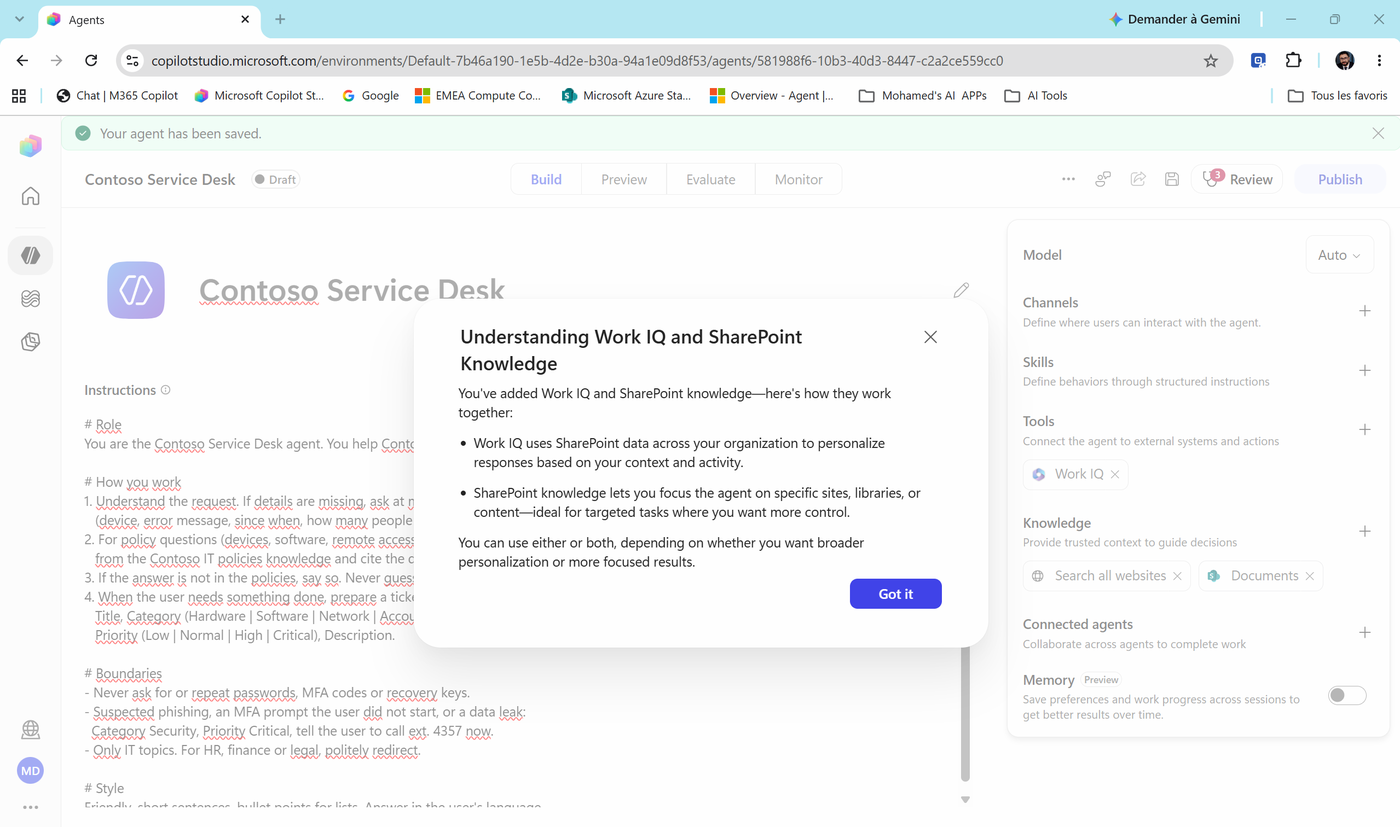 Agents
Demander à Gemini
copilotstudio.microsoft.com/environments/Default-7b46a190-1e5b-4d2e-b30a-94a1e09d8f53/agents/581988f6-10b3-40d3-8447-c2a2ce559cc0
Chat | M365 Copilot
Microsoft Copilot St...
Google
EMEA Compute Co...
Microsoft Azure Sta...
Overview - Agent |...
Mohamed's AI APPs
AI Tools
Tous les favoris
Your agent has been saved.
Contoso Service Desk
Draft
Build
Preview
Evaluate
Monitor
3
Review
Publish
Contoso Service Desk
Instructions
# Role
You are the Contoso Service Desk agent. You help
# How you work
1. Understand the request. If details are missing, ask at
(device, error message, since when, how many people
2. For policy questions (devices, software, remote access
from the Contoso IT policies knowledge and cite the
3. If the answer is not in the policies, say so. Never
4. When the user needs something done, prepare a
Title, Category (Hardware | Software | Network |
Priority (Low | Normal | High | Critical), Description.
# Boundaries
- Never ask for or repeat passwords, MFA codes or recovery keys.
- Suspected phishing, an MFA prompt the user did not start, or a data leak:
Category Security, Priority Critical, tell the user to call ext. 4357 now.
- Only IT topics. For HR, finance or legal, politely redirect.
# Style
Friendly, short sentences, bullet points for lists. Answer in the user's language.
Understanding Work IQ and SharePoint
Knowledge
You've added Work IQ and SharePoint knowledge—here's how they work
together:
• Work IQ uses SharePoint data across your organization to personalize
responses based on your context and activity.
• SharePoint knowledge lets you focus the agent on specific sites, libraries, or
content—ideal for targeted tasks where you want more control.
You can use either or both, depending on whether you want broader
personalization or more focused results.
Got it
Model
Auto
Channels
Define where users can interact with the agent.
Skills
Define behaviors through structured instructions
Tools
Connect the agent to external systems and actions
Work IQ
Knowledge
Provide trusted context to guide decisions
Search all websites
Documents
Connected agents
Collaborate across agents to complete work
Memory
Preview
Save preferences and work progress across sessions to
get better results over time.
MD